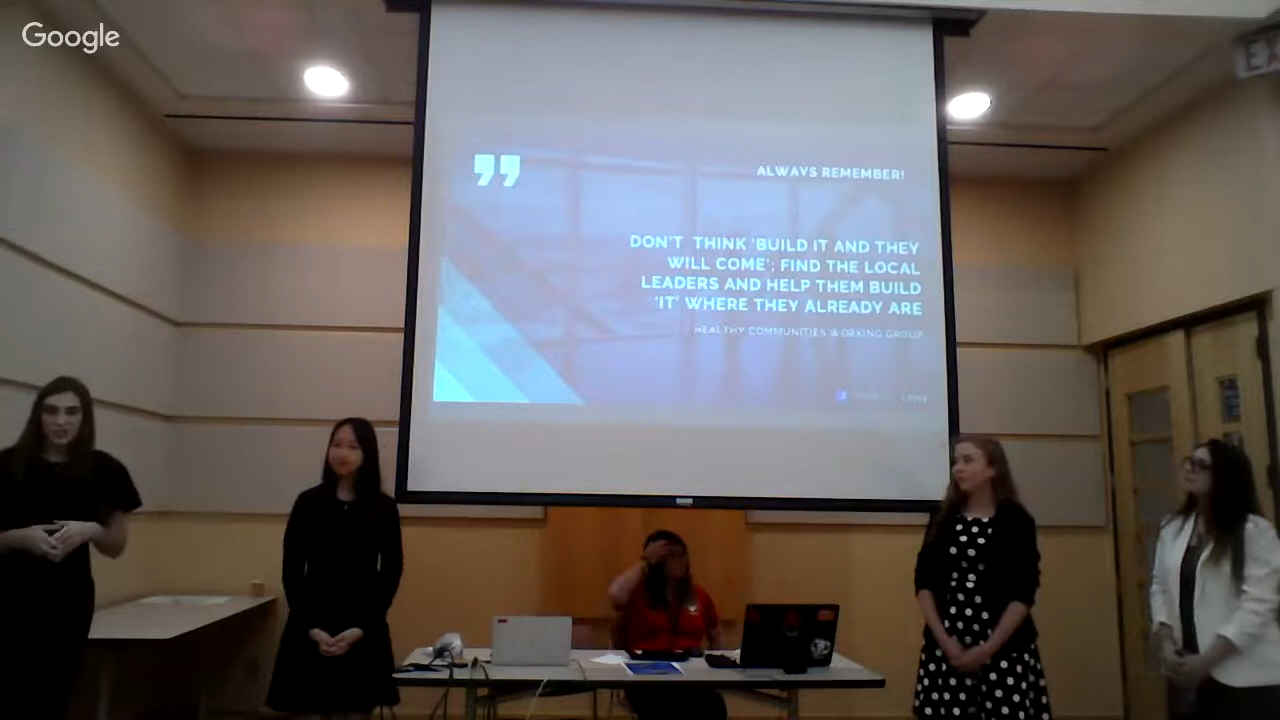 Google
EX
”
ALWAYS REMEMBER!
DON'T THINK 'BUILD IT AND THEY
WILL COME'; FIND THE LOCAL
LEADERS AND HELP THEM BUILD
'IT' WHERE THEY ALREADY ARE
- HEALTHY COMMUNITIES WORKING GROUP